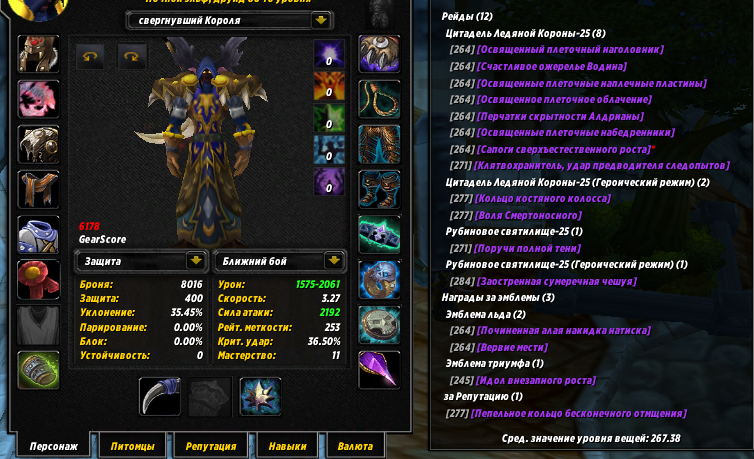 свергнувший Короля
0
0
0
0
0
6178
GearScore
Защита
Ближний бой
Броня: 8016
Защита: 400
Уклонение: 35.45%
Парирование: 0.00%
Блок: 0.00%
Устойчивость: 0
Урон: 1575-2061
Скорость: 3.27
Сила атаки: 2192
Рейт. меткости: 253
Крит. удар: 36.50%
Мастерство: 11
Персонаж
Питомцы
Репутация
Навыки
Валюта
Рейды (12)
Цитадель Ледяной Короны-25 (8)
[264] [Освященный плеточный наголовник]
[264] [Счастливое ожерелье Водина]
[264] [Освященные плеточные наплечные пластины]
[264] [Освященное плеточное облачение]
[264] [Перчатки скрытности Алдрианы]
[264] [Освященные плеточные набедренники]
[264] [Сапоги сверхъестественного роста]*
[271] [Клятвохранитель, удар предводителя следопытов]
Цитадель Ледяной Короны-25 (Героический режим) (2)
[277] [Кольцо костяного колосса]
[277] [Воля Смертоносного]
Рубиновое святилище-25 (1)
[271] [Поручи полной тени]
Рубиновое святилище-25 (Героический режим) (1)
[284] [Заостренная сумеречная чешуя]
Награды за эмблемы (3)
Эмблема льда (2)
[264] [Починенная алая накидка натиска]
[264] [Вервие мести]
Эмблема триумфа (1)
[245] [Идол внезапного роста]
за Репутацию (1)
[277] [Пепельное кольцо бесконечного отмщения]
Сред. значение уровня вещей: 267.38